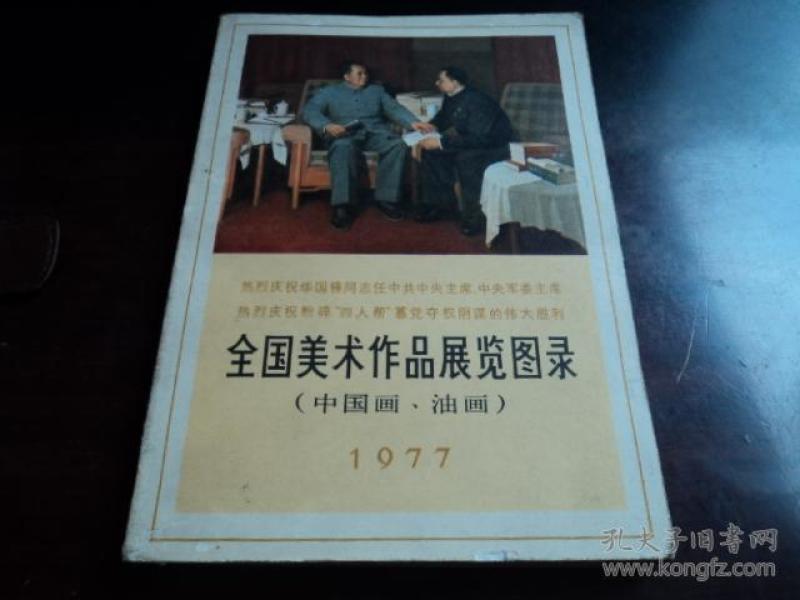 热烈庆祝华国锋同志任中共中央主席、中央军委主席
热烈庆祝粉碎“四人帮”篡党夺权阴谋的伟大胜利
全国美术作品展览图录
（中国画、油画）
1977
孔夫子旧书网
www.kongfz.com